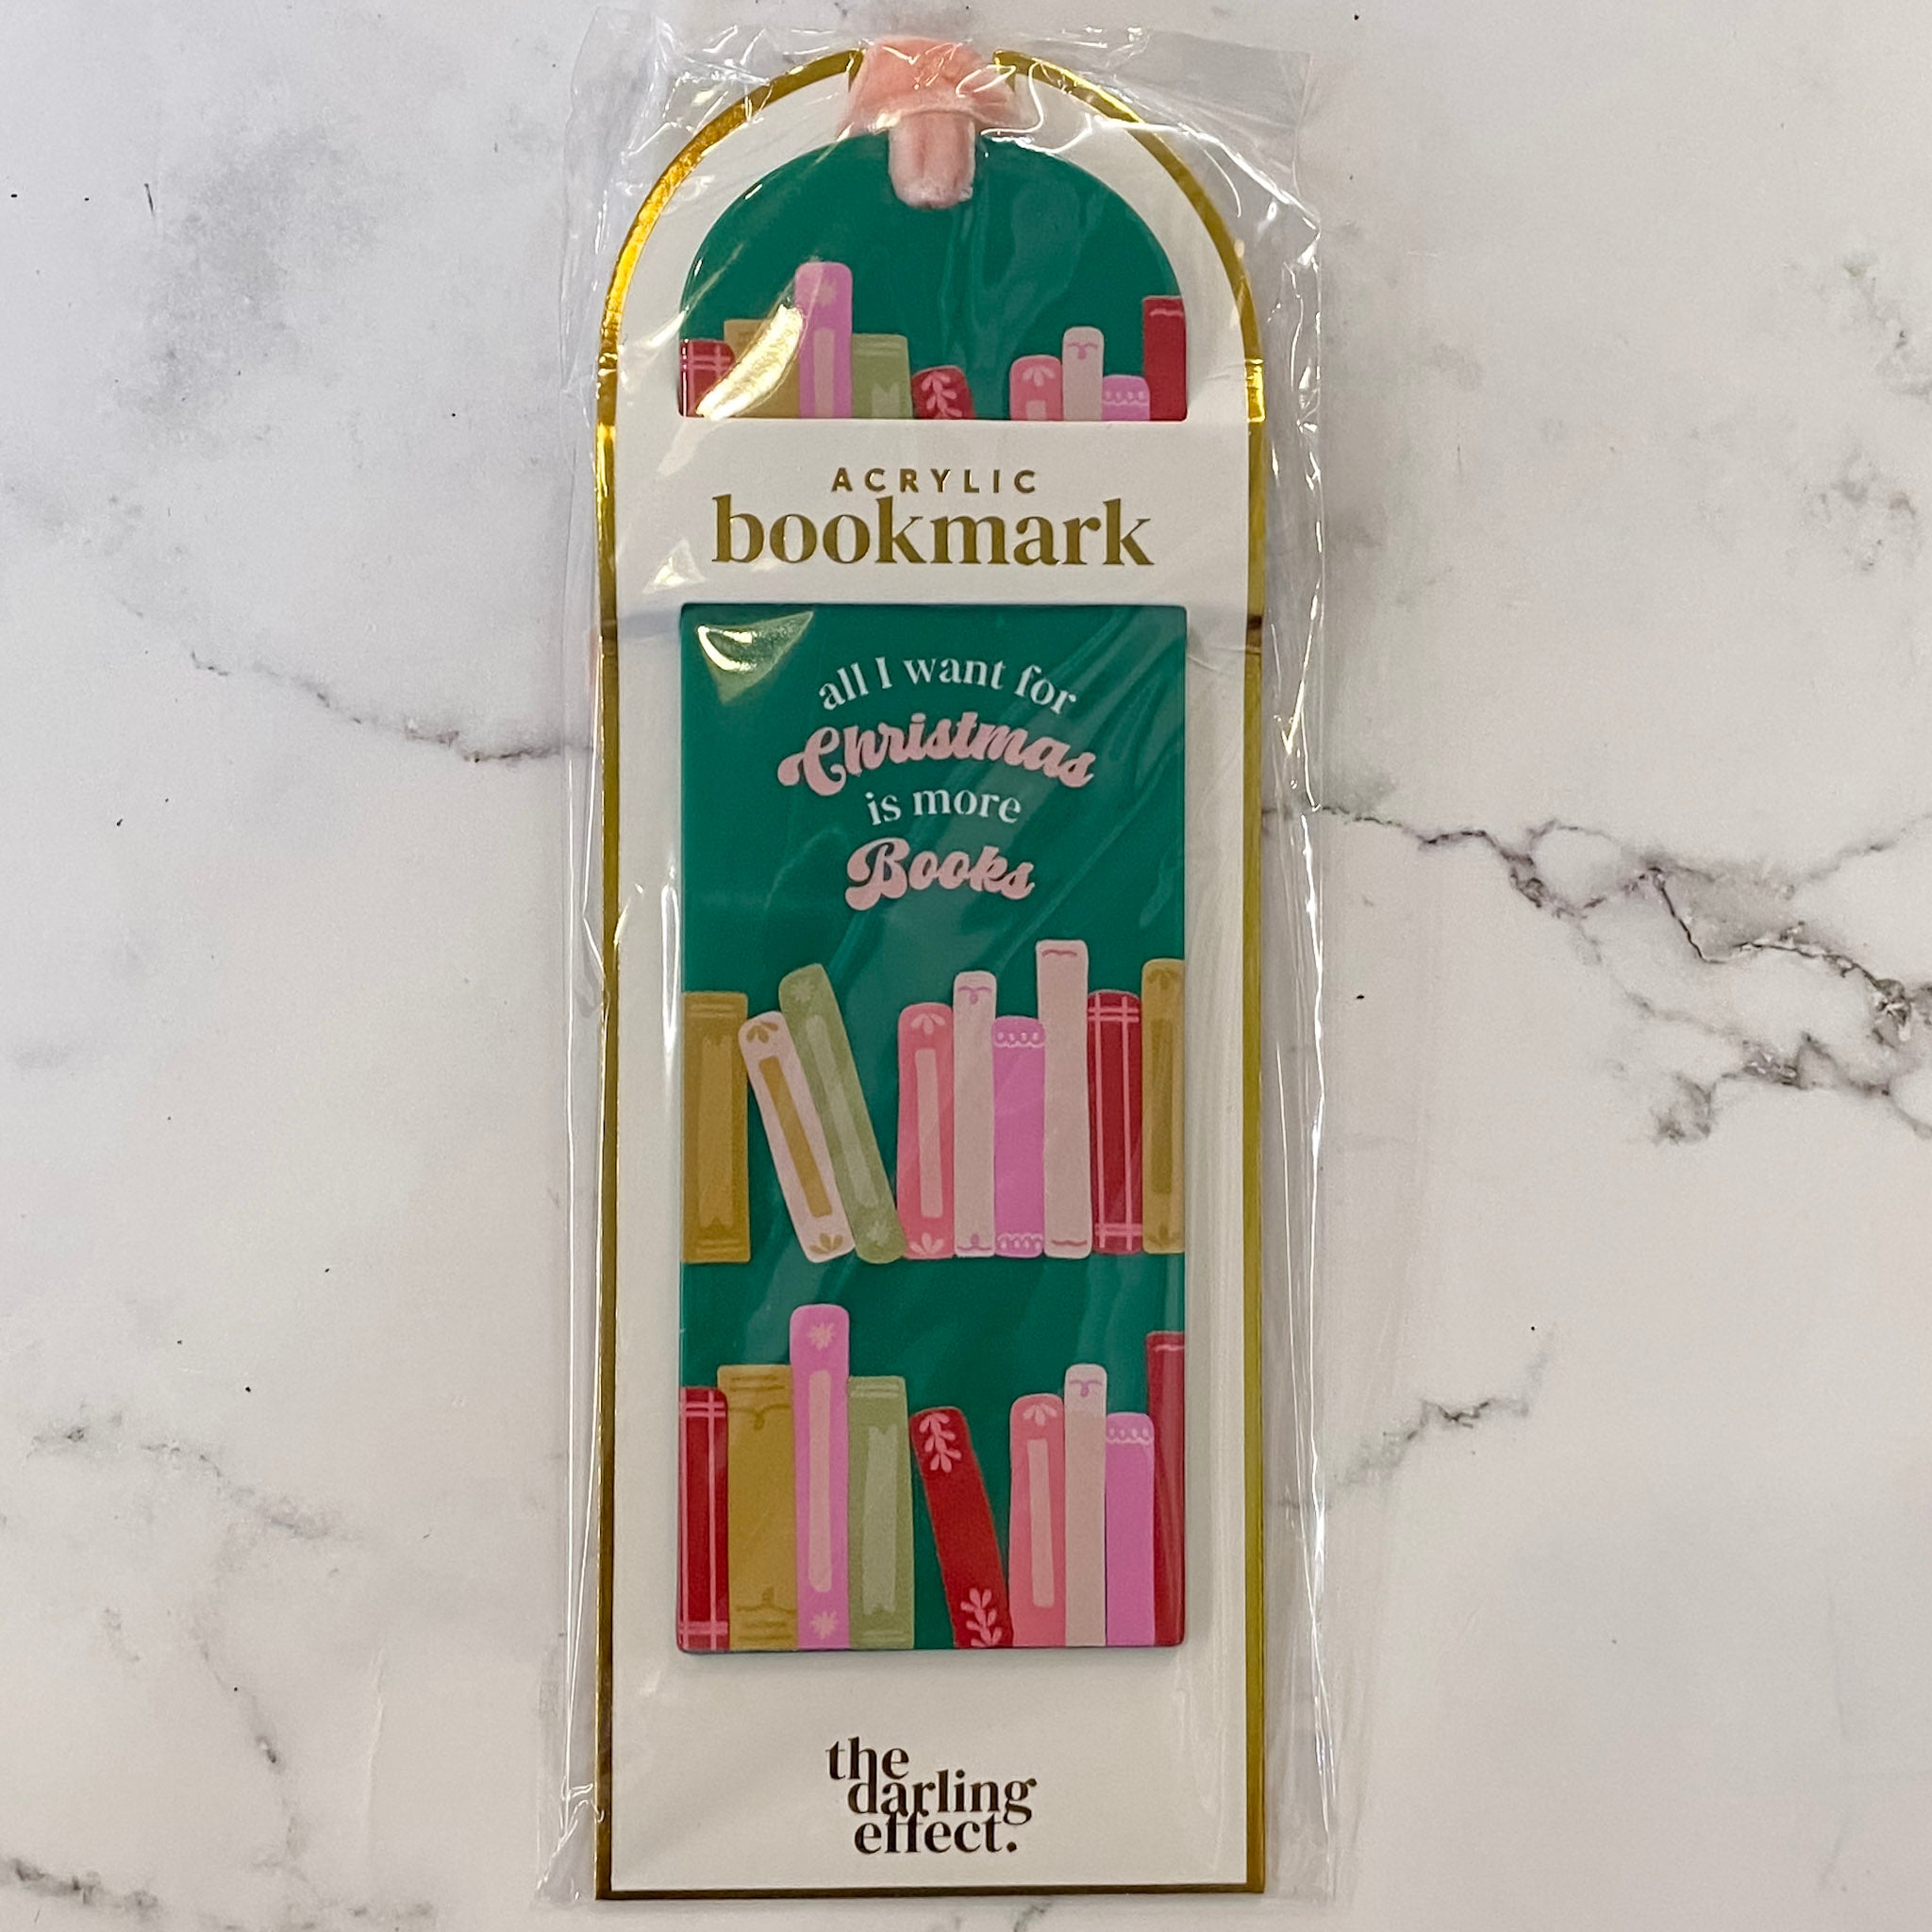 ACRYLIC
bookmark
all I want for
Christmas
is more
Books
the
darling
effect.